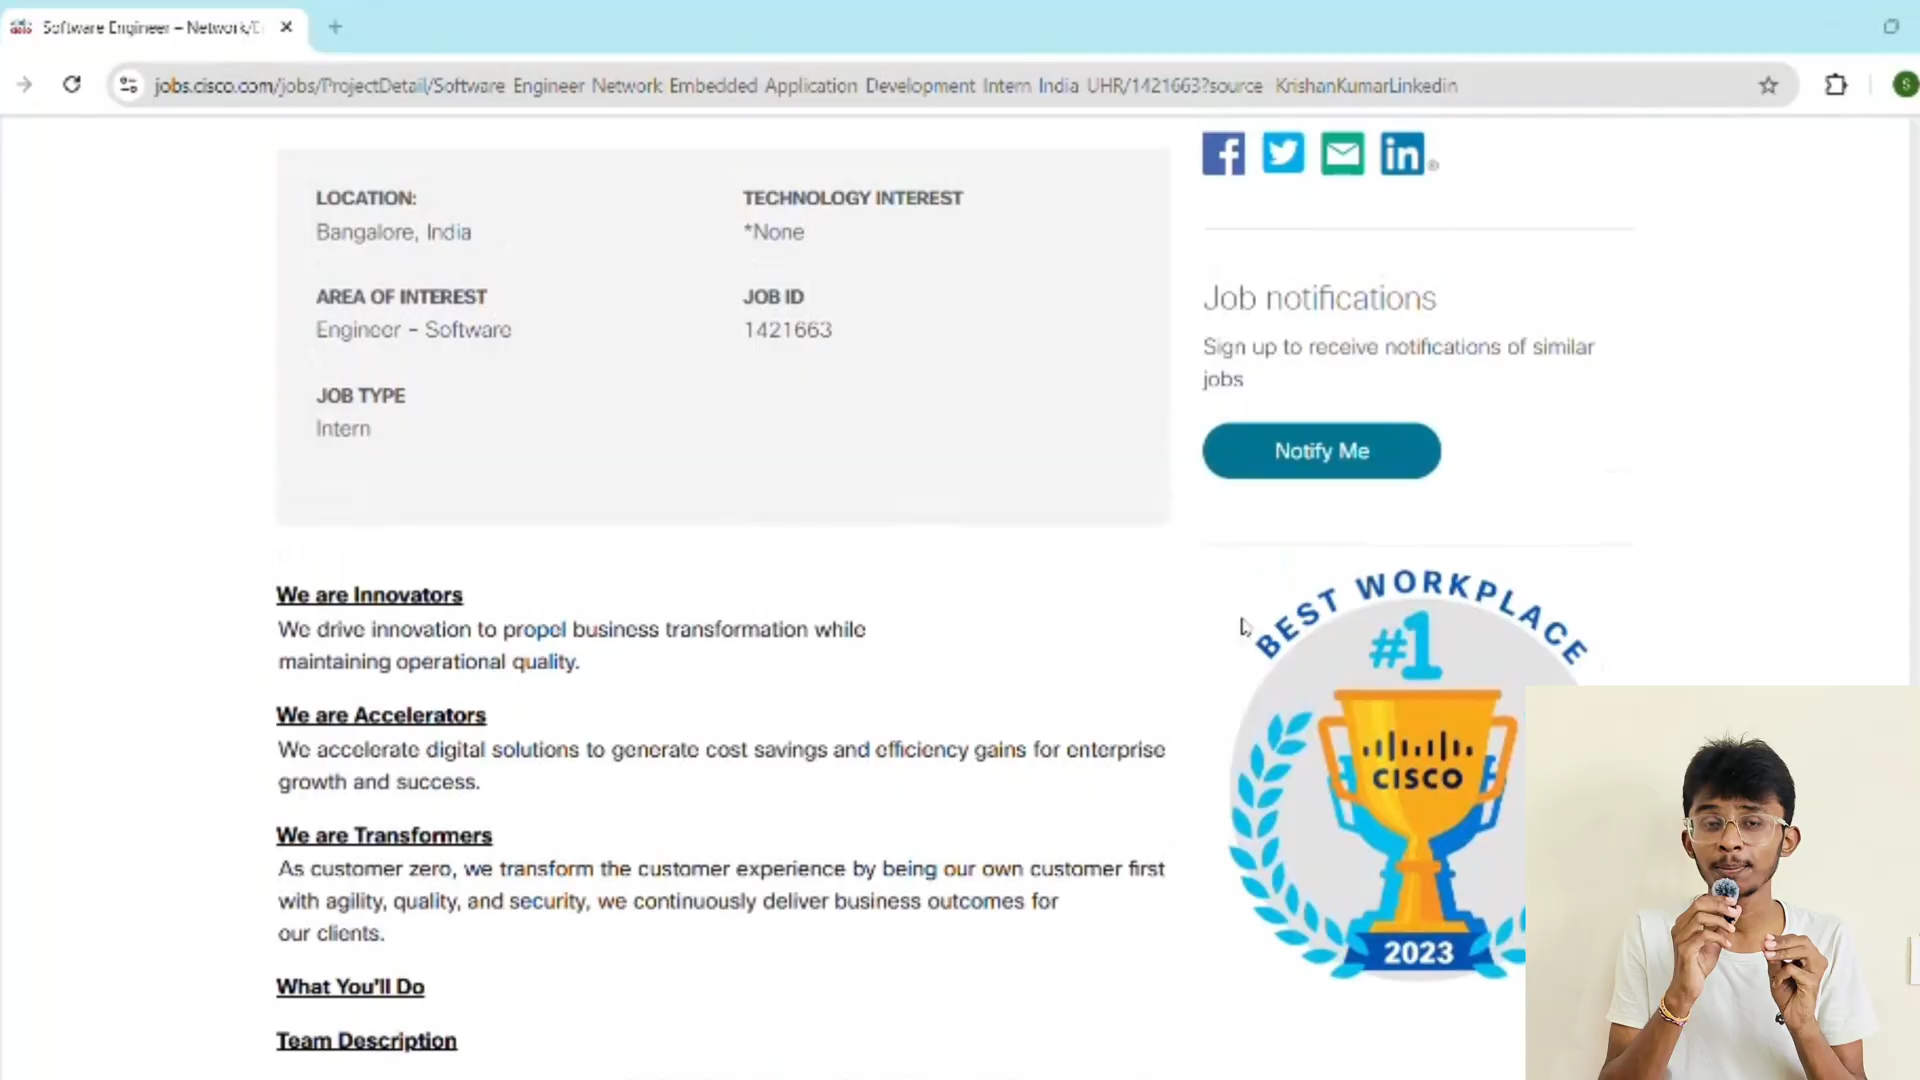 Software Engineer – Network/E
jobs.cisco.com/jobs/ProjectDetail/Software Engineer Network Embedded Application Development Intern India UHR/1421663?source KrishanKumarLinkedin
S
LOCATION:
Bangalore, India
TECHNOLOGY INTEREST
*None
AREA OF INTEREST
Engineer – Software
JOB ID
1421663
JOB TYPE
Intern
We are Innovators
We drive innovation to propel business transformation while
maintaining operational quality.
We are Accelerators
We accelerate digital solutions to generate cost savings and efficiency gains for enterprise
growth and success.
We are Transformers
As customer zero, we transform the customer experience by being our own customer first
with agility, quality, and security, we continuously deliver business outcomes for
our clients.
What You'll Do
Team Description
f
in
Job notifications
Sign up to receive notifications of similar
jobs
Notify Me
BEST WORKPLACE
#1
CISCO
2023